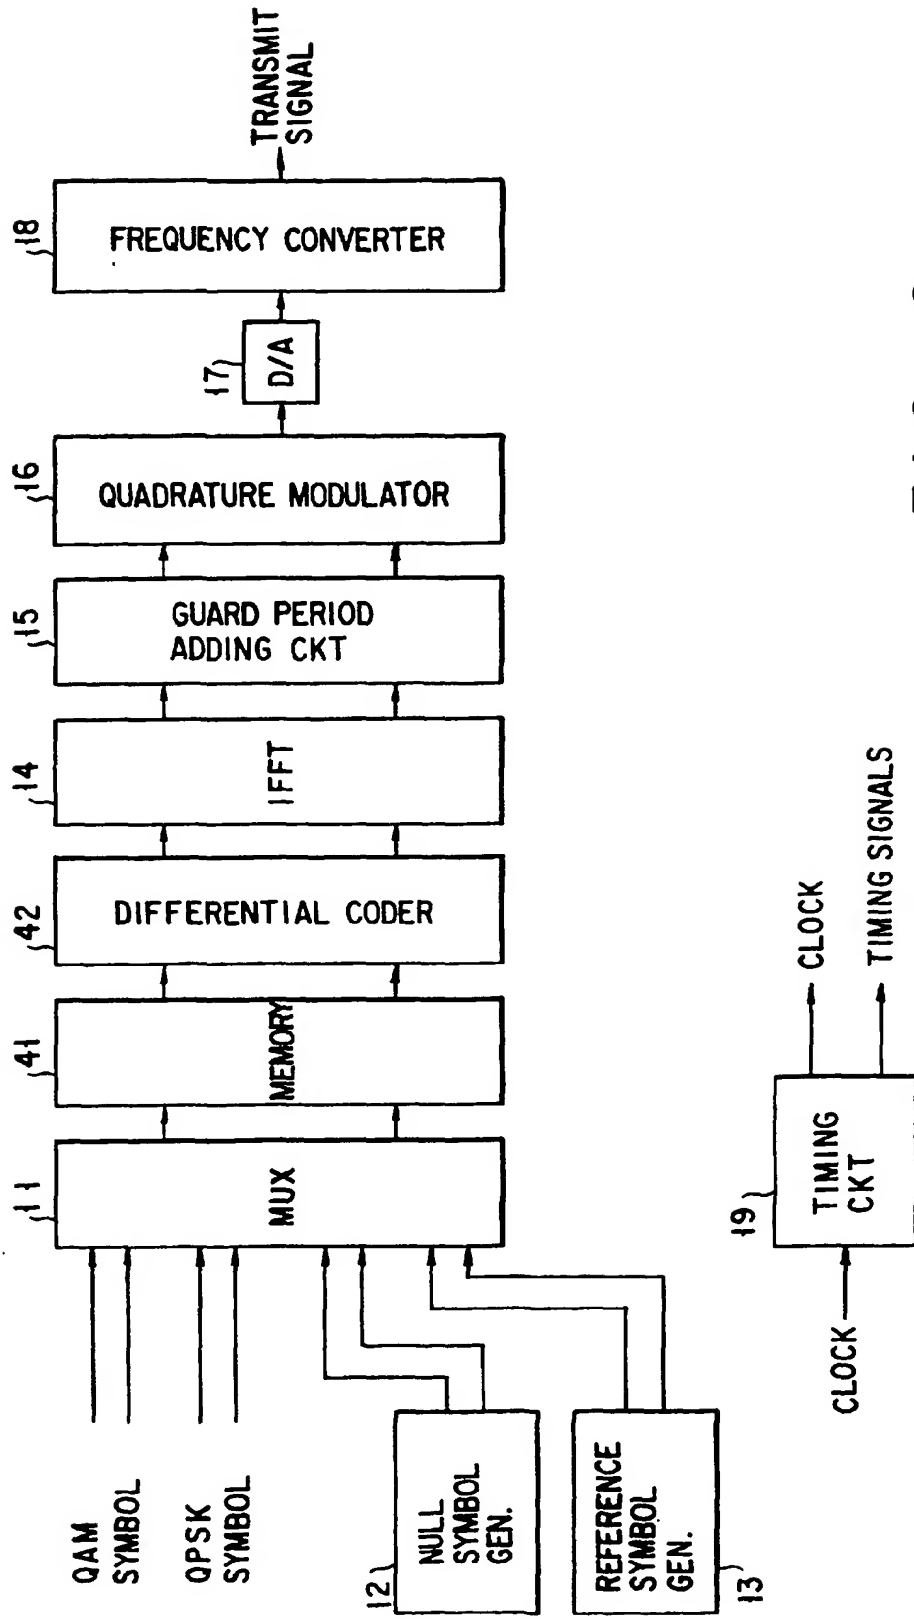 QAM
SYMBOL
QPSK
SYMBOL
12
NULL
SYMBOL
GEN.
REFERENCE
SYMBOL
GEN.
13
11
MUX
41
MEMORY
42
DIFFERENTIAL CODER
14
IFFT
15
GUARD PERIOD
ADDING CKT
16
QUADRATURE MODULATOR
17
D/A
18
FREQUENCY CONVERTER
TRANSMIT
SIGNAL
CLOCK
19
TIMING
CKT
CLOCK
TIMING SIGNALS